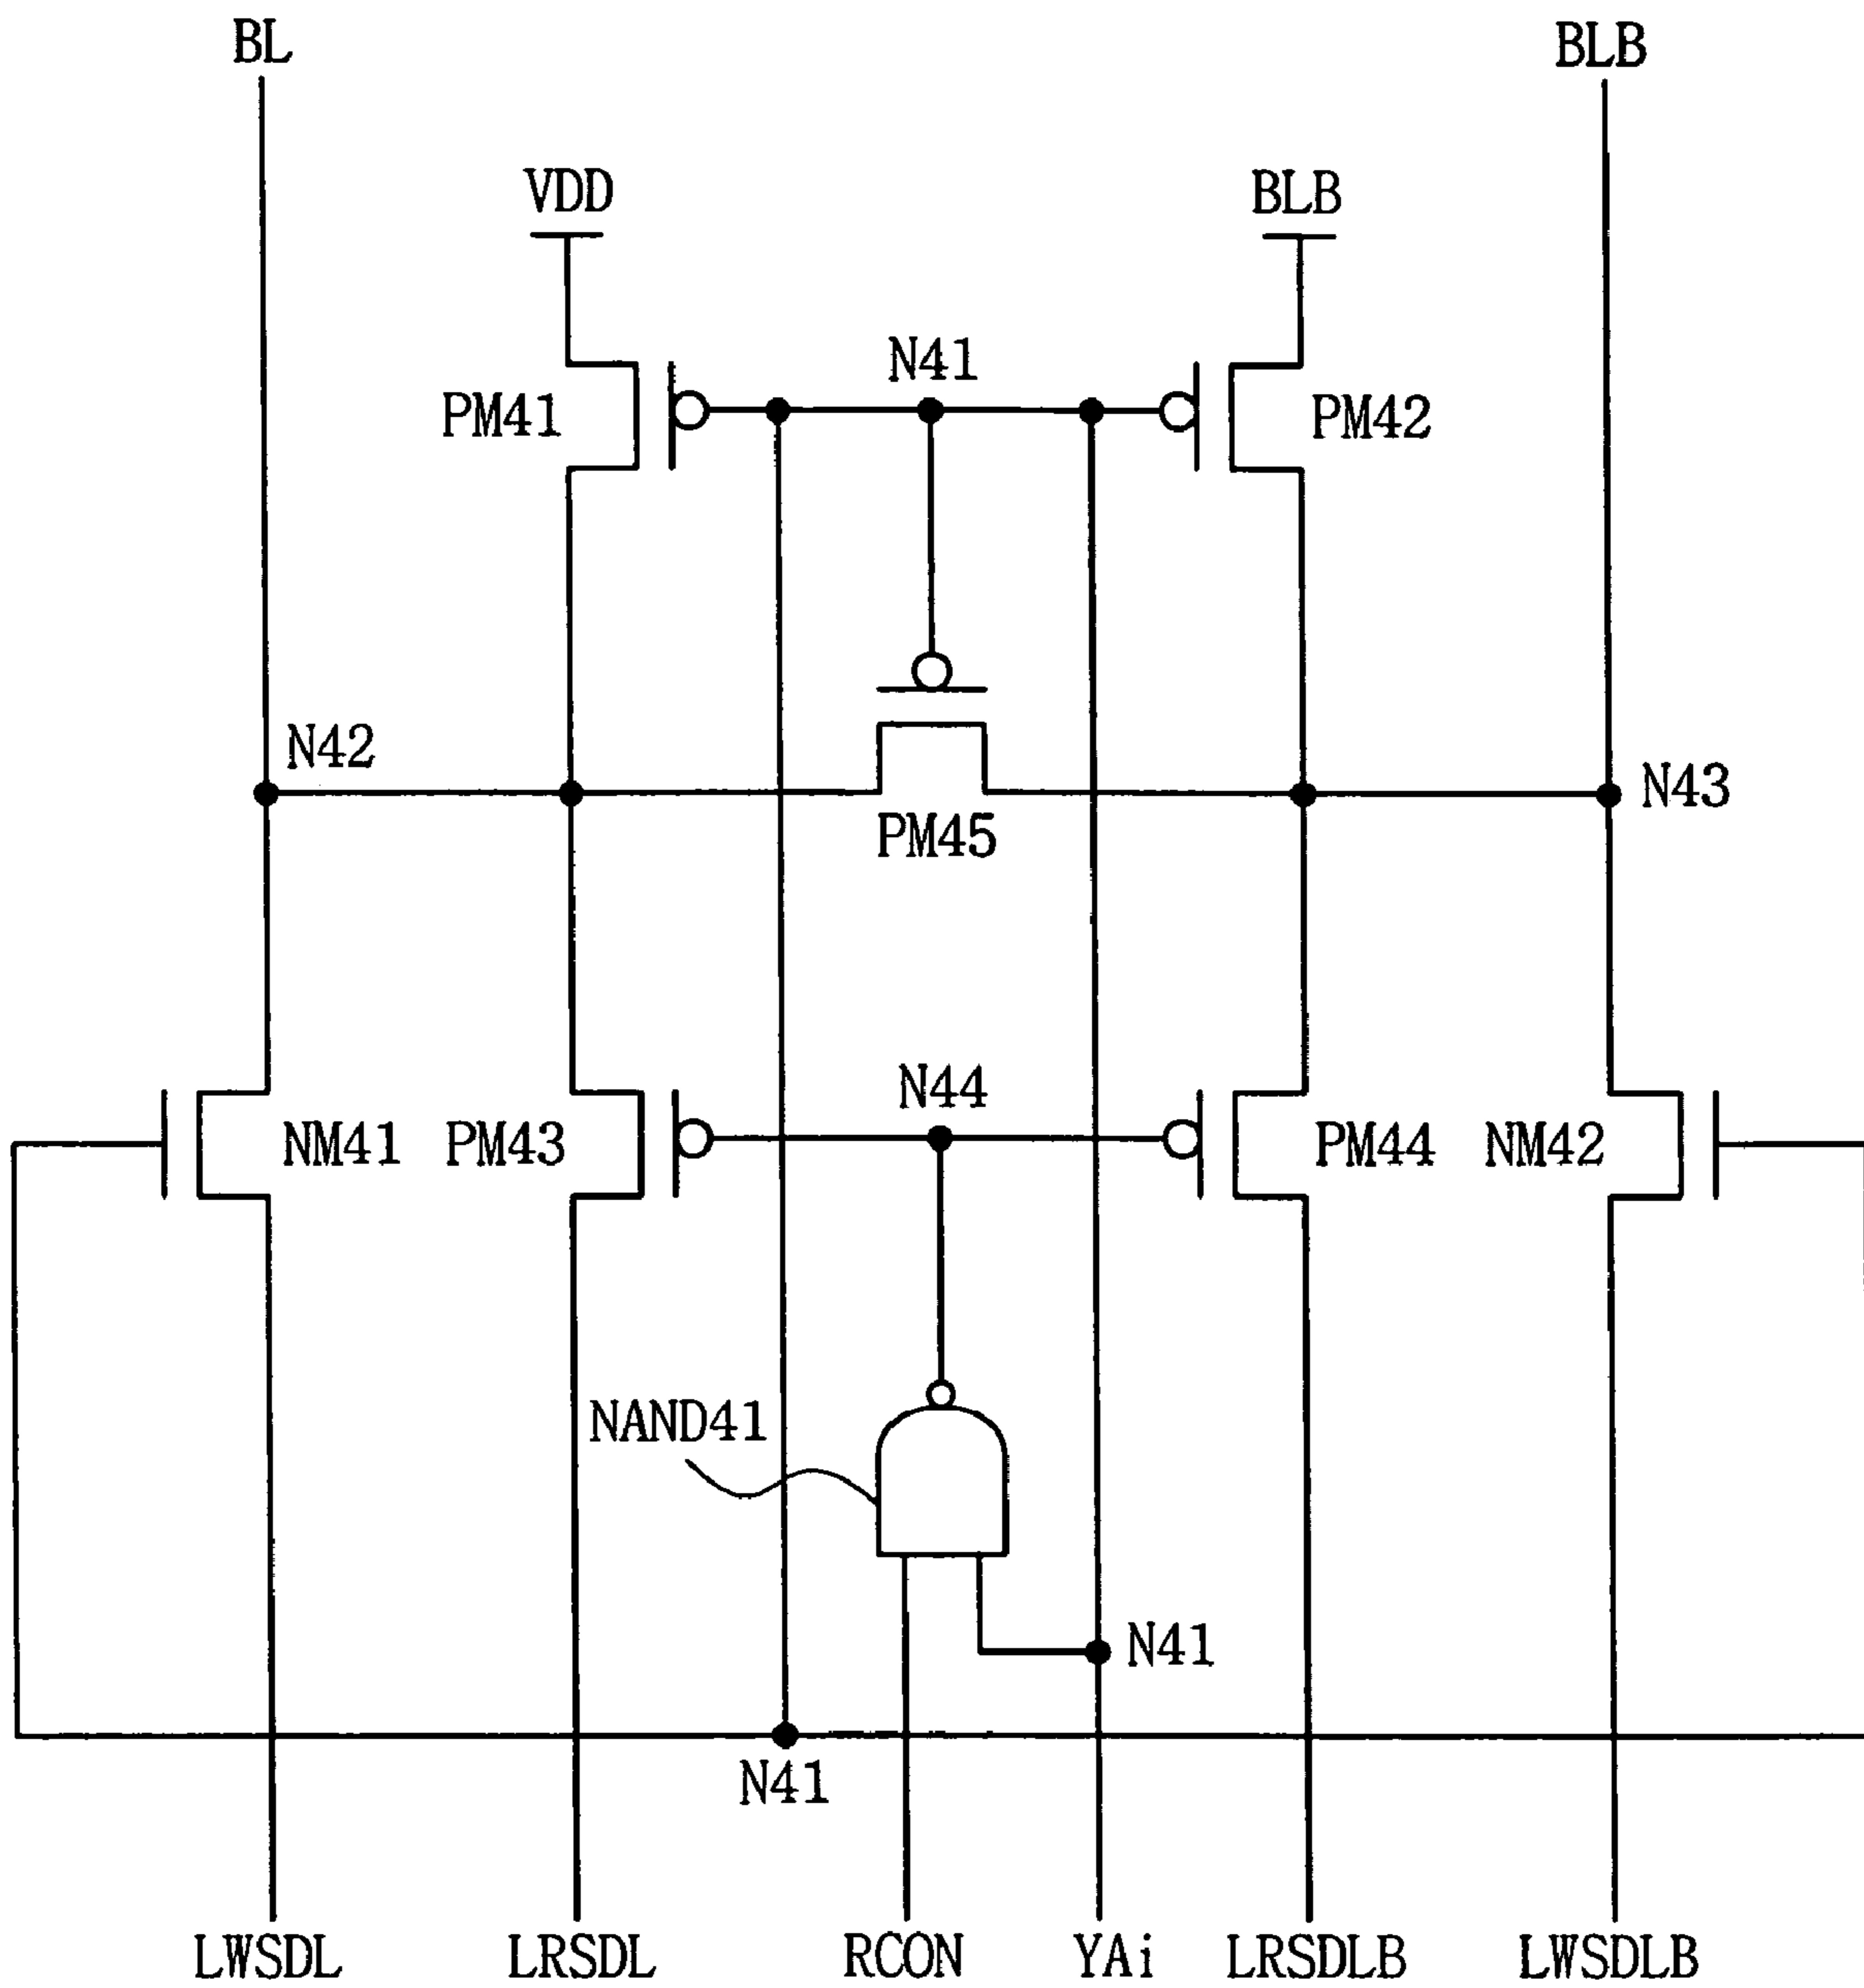 BL
BLB
VDD
BLB
N41
PM41
PM42
N42
N43
PM45
N44
NM41
PM43
PM44
NM42
NAND41
N41
N41
LWSDL
LRSDL
RCON
YAi
LRSDLB
LWSDLB